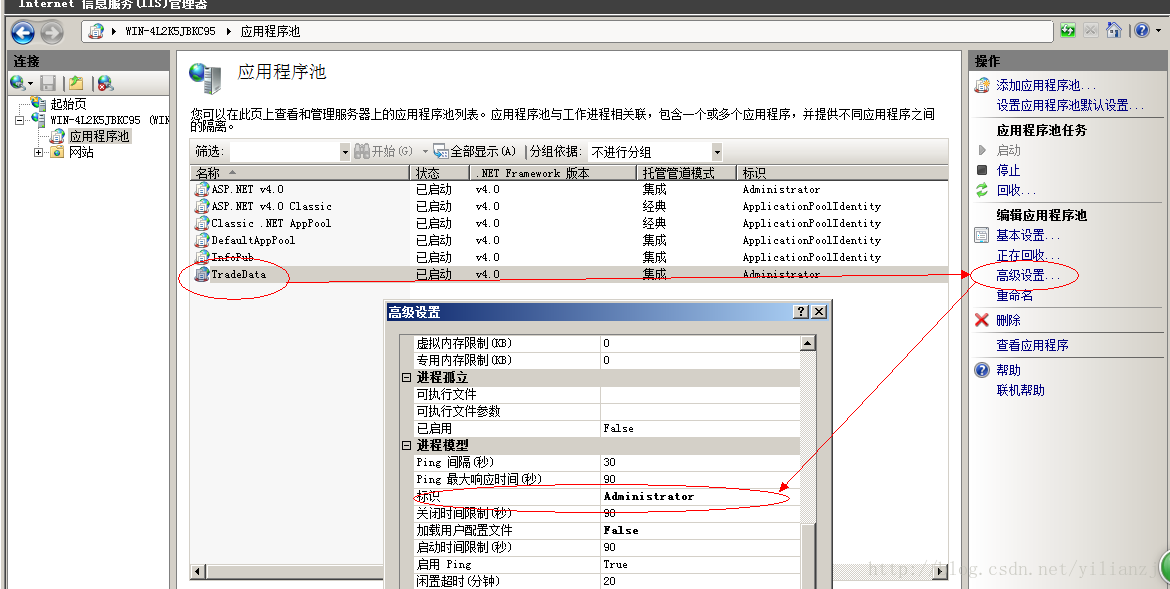 Internet 信息服务(IIS)管理器
WIN-4L2K5JBKC95 应用程序池
连接
起始页
WIN-4L2K5JBKC95 (WIN
应用程序池
网站
应用程序池
您可以在此页上查看和管理服务器上的应用程序池列表。应用程序池与工作进程相关联，包含一个或多个应用程序，并提供不同应用程序之间
的隔离。
筛选: 开始(G) 全部显示(A) 分组依据: 不进行分组
名称 状态 .NET Framework 版本 托管管道模式 标识
ASP.NET v4.0 已启动 v4.0 集成 Administrator
ASP.NET v4.0 Classic 已启动 v4.0 经典 ApplicationPoolIdentity
Classic .NET AppPool 已启动 v4.0 经典 ApplicationPoolIdentity
DefaultAppPool 已启动 v4.0 集成 ApplicationPoolIdentity
InfoPub 已启动 v4.0 集成 ApplicationPoolIdentity
TradeData 已启动 v4.0 集成 Administrator
高级设置
虚拟内存限制(KB) 0
专用内存限制(KB) 0
进程孤立
可执行文件
可执行文件参数
已启用 False
进程模型
Ping 间隔(秒) 30
Ping 最大响应时间(秒) 90
标识 Administrator
关闭时间限制(秒) 90
加载用户配置文件 False
启动时间限制(秒) 90
启用 Ping True
闲置超时(分钟) 20
操作
添加应用程序池...
设置应用程序池默认设置...
应用程序池任务
启动
停止
回收...
编辑应用程序池
基本设置...
正在回收...
高级设置...
重命名
删除
查看应用程序
帮助
联机帮助